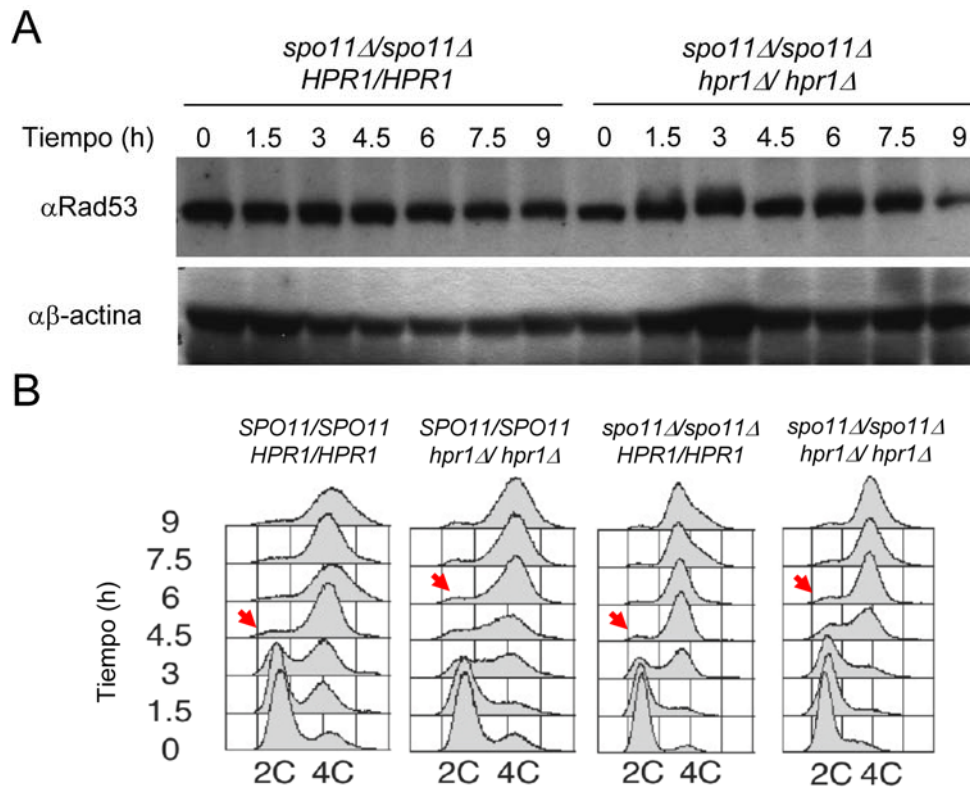 A
spo11Δ/spo11Δ spo11Δ/spo11Δ
HPR1/HPR1 hpr1Δ/ hpr1Δ
Tiempo (h) 0 1.5 3 4.5 6 7.5 9 0 1.5 3 4.5 6 7.5 9
αRad53
αβ-actina
B
SPO11/SPO11 SPO11/SPO11 spo11Δ/spo11Δ spo11Δ/spo11Δ
HPR1/HPR1 hpr1Δ/ hpr1Δ HPR1/HPR1 hpr1Δ/ hpr1Δ
Tiempo (h)
9
7.5
6
4.5
3
1.5
0
2C 4C 2C 4C 2C 4C 2C 4C